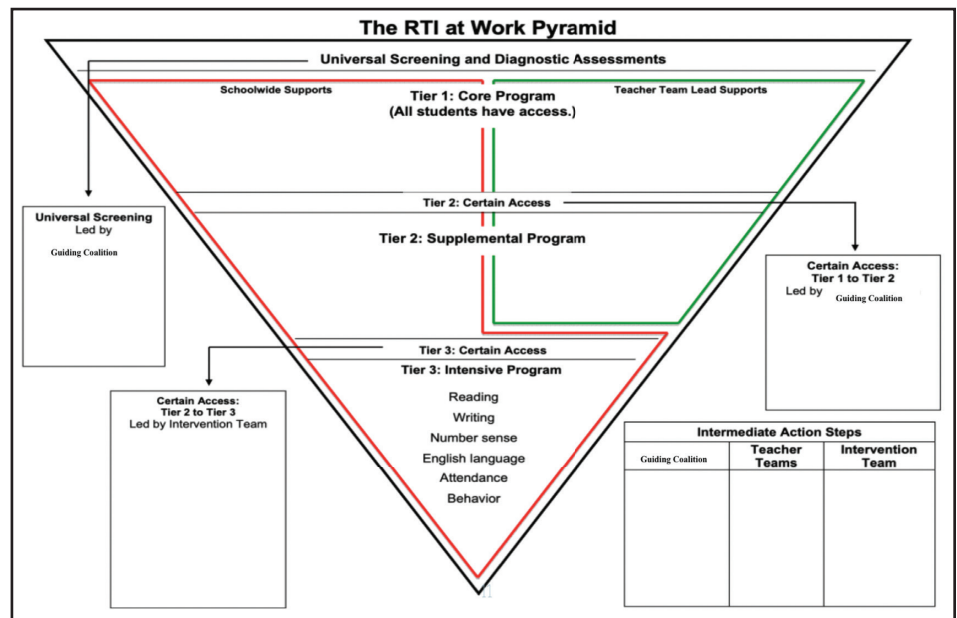 The RTI at Work Pyramid
Universal Screening and Diagnostic Assessments
Schoolwide Supports
Tier 1: Core Program
(All students have access.)
Teacher Team Lead Supports
Tier 2: Certain Access
Universal Screening
Led by
Guiding Coalition
Tier 2: Supplemental Program
Certain Access:
Tier 1 to Tier 2
Led by Guiding Coalition
Tier 3: Certain Access
Tier 3: Intensive Program
Reading
Writing
Number sense
English language
Attendance
Behavior
Certain Access:
Tier 2 to Tier 3
Led by Intervention Team
Intermediate Action Steps
Guiding Coalition
Teacher
Teams
Intervention
Team